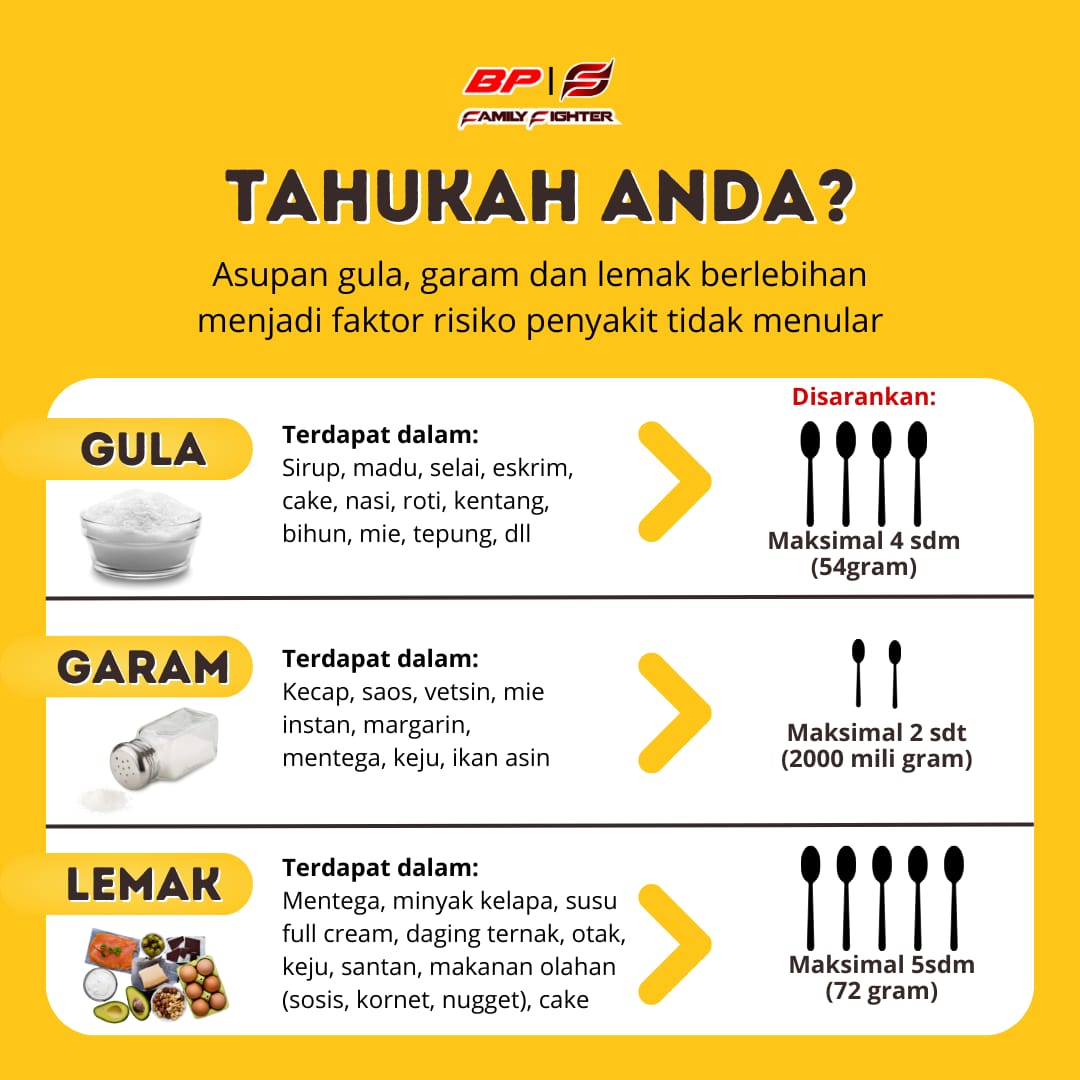 BP | S
FAMILY FIGHTER
TAHUKAH ANDA?
Asupan gula, garam dan lemak berlebihan
menjadi faktor risiko penyakit tidak menular
Disarankan:
GULA
Terdapat dalam:
Sirup, madu, selai, eskrim,
cake, nasi, roti, kentang,
bihun, mie, tepung, dll
Maksimal 4 sdm
(54gram)
GARAM
Terdapat dalam:
Kecap, saos, vetsin, mie
instan, margarin,
mentega, keju, ikan asin
Maksimal 2 sdt
(2000 mili gram)
LEMAK
Terdapat dalam:
Mentega, minyak kelapa, susu
full cream, daging ternak, otak,
keju, santan, makanan olahan
(sosis, kornet, nugget), cake
Maksimal 5sdm
(72 gram)